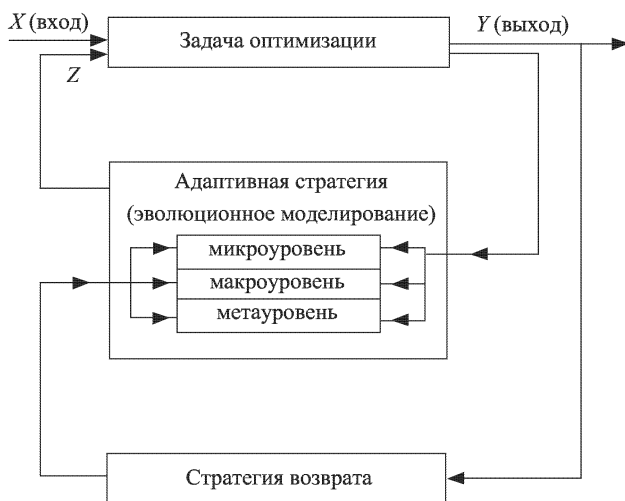 X (вход)
Задача оптимизации
Y (выход)
Z
Адаптивная стратегия
(эволюционное моделирование)
микроуровень
макроуровень
метауровень
Стратегия возврата